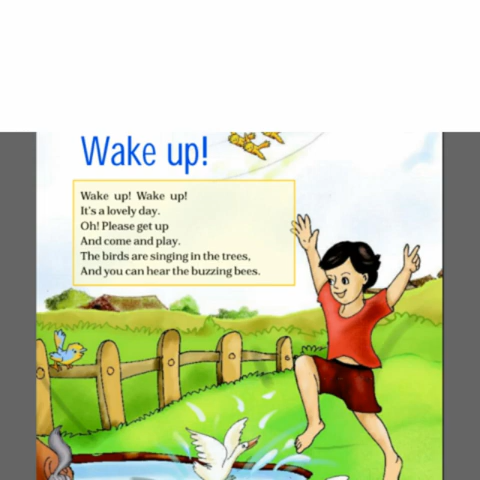 Wake up!
Wake up! Wake up!
It's a lovely day.
Oh! Please get up
And come and play.
The birds are singing in the trees,
And you can hear the buzzing bees.